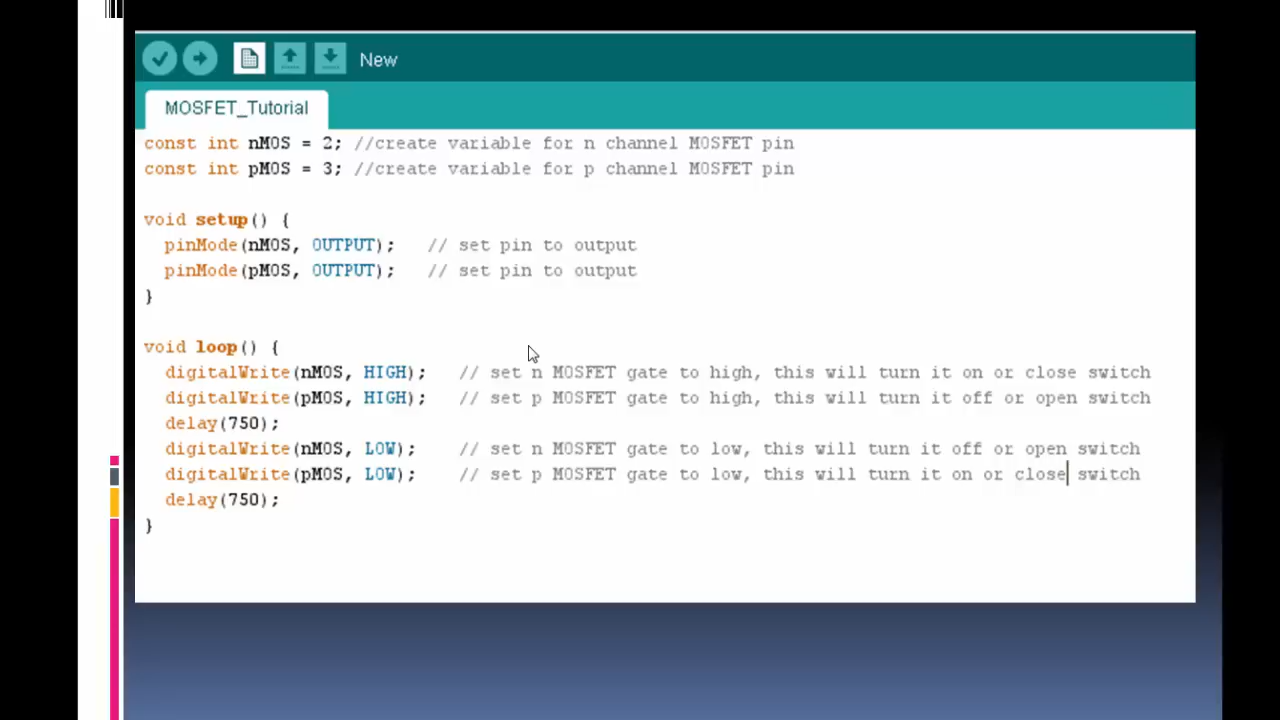 New
MOSFET_Tutorial
const int nMOS = 2; //create variable for n channel MOSFET pin
const int pMOS = 3; //create variable for p channel MOSFET pin
void setup() {
pinMode(nMOS, OUTPUT); // set pin to output
pinMode(pMOS, OUTPUT); // set pin to output
}
void loop() {
digitalWrite(nMOS, HIGH); // set n MOSFET gate to high, this will turn it on or close switch
digitalWrite(pMOS, HIGH); // set p MOSFET gate to high, this will turn it off or open switch
delay(750);
digitalWrite(nMOS, LOW); // set n MOSFET gate to low, this will turn it off or open switch
digitalWrite(pMOS, LOW); // set p MOSFET gate to low, this will turn it on or close switch
delay(750);
}